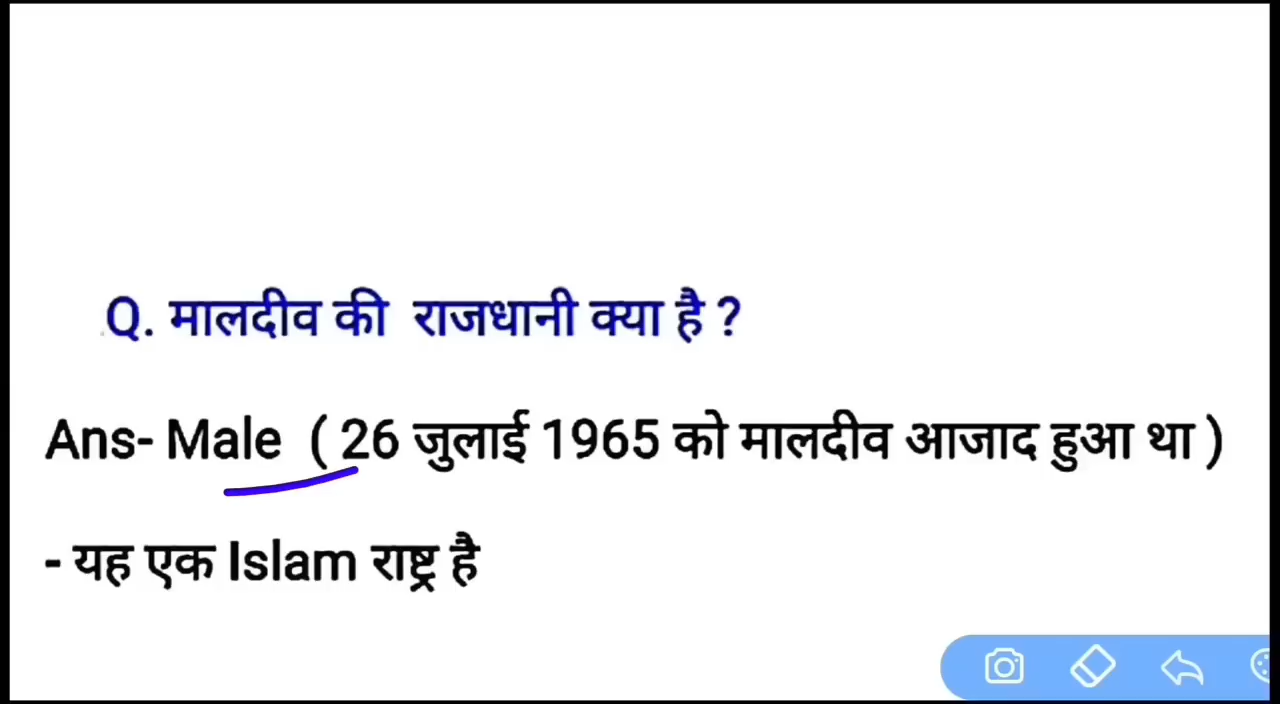 Q. मालदीव की राजधानी क्या है ?
Ans- Male ( 26 जुलाई 1965 को मालदीव आजाद हुआ था )
- यह एक Islam राष्ट्र है